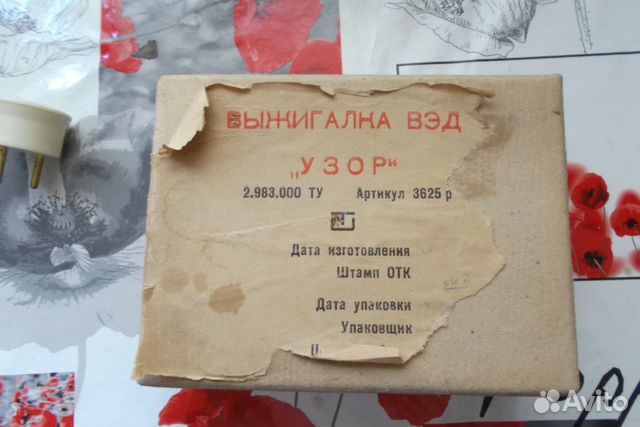 ВЫЖИГАЛКА ВЭД
„УЗОР"
2.983.000 ТУ Артикул 3625 р
Дата изготовления
Штамп ОТК
Дата упаковки
Упаковщик
Avito